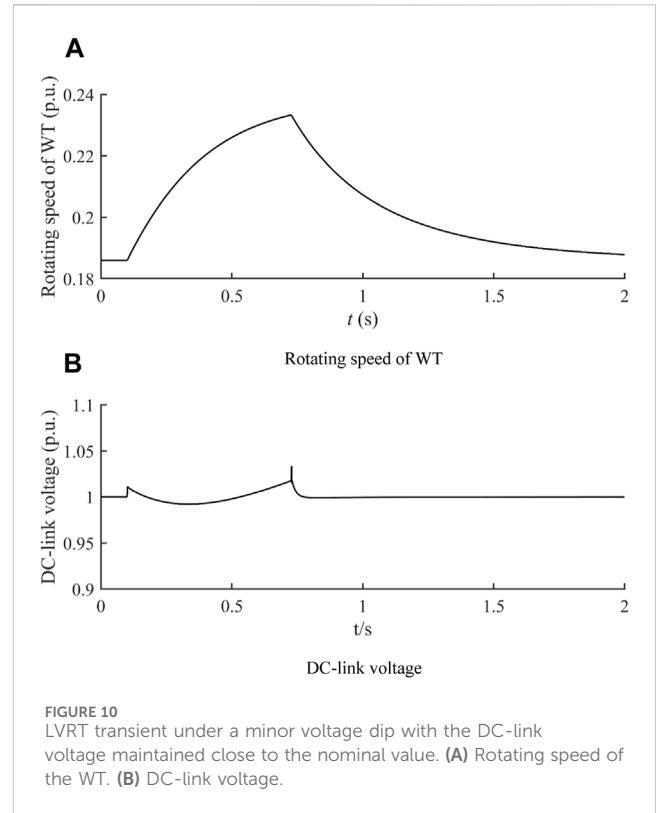 A
Rotating speed of WT (p.u.)
0.24
0.22
0.2
0.18
0 0.5 1 1.5 2
t (s)
Rotating speed of WT
B
DC-link voltage (p.u.)
1.1
1.05
1
0.95
0.9
0 0.5 1 1.5 2
t/s
DC-link voltage
FIGURE 10
LVRT transient under a minor voltage dip with the DC-link
voltage maintained close to the nominal value. (A) Rotating speed of
the WT. (B) DC-link voltage.